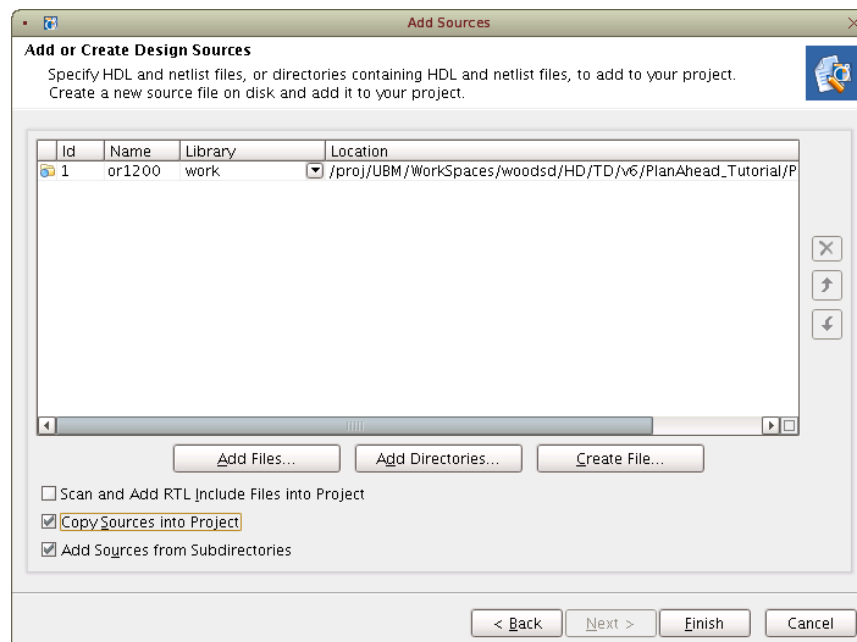 Add Sources
Add or Create Design Sources
Specify HDL and netlist files, or directories containing HDL and netlist files, to add to your project.
Create a new source file on disk and add it to your project.
Id Name Library Location
1 or1200 work /proj/UBM/WorkSpaces/woodsd/HD/TD/v6/PlanAhead_Tutorial/P
Add Files... Add Directories... Create File...
Scan and Add RTL Include Files into Project
Copy Sources into Project
Add Sources from Subdirectories
< Back Next > Finish Cancel